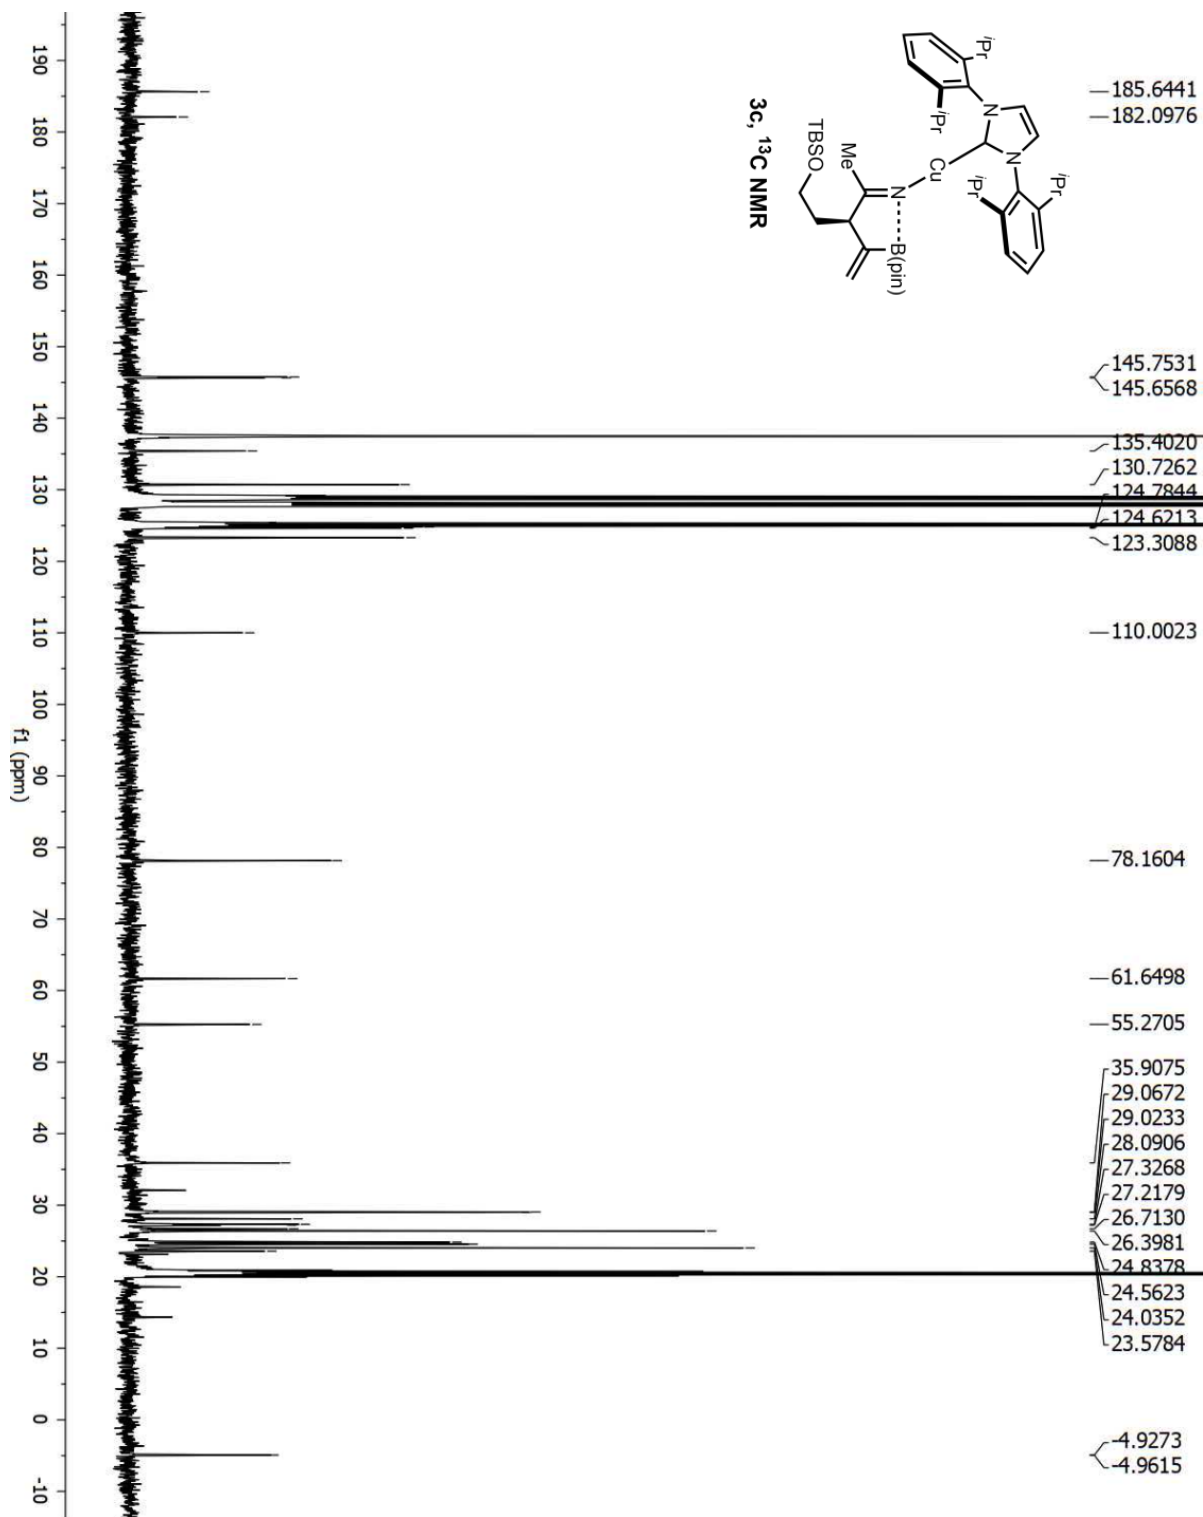 iPr
iPr
iPr
iPr
N
N
Cu
Me
N
B(pin)
TBSO
3c, 13C NMR
185.6441
182.0976
145.7531
145.6568
135.4020
130.7262
124.7844
124.6213
123.3088
110.0023
78.1604
61.6498
55.2705
35.9075
29.0672
29.0233
28.0906
27.3268
27.2179
26.7130
26.3981
24.8378
24.5623
24.0352
23.5784
-4.9273
-4.9615
190 180 170 160 150 140 130 120 110 100 90 80 70 60 50 40 30 20 10 0 -10
f1 (ppm)